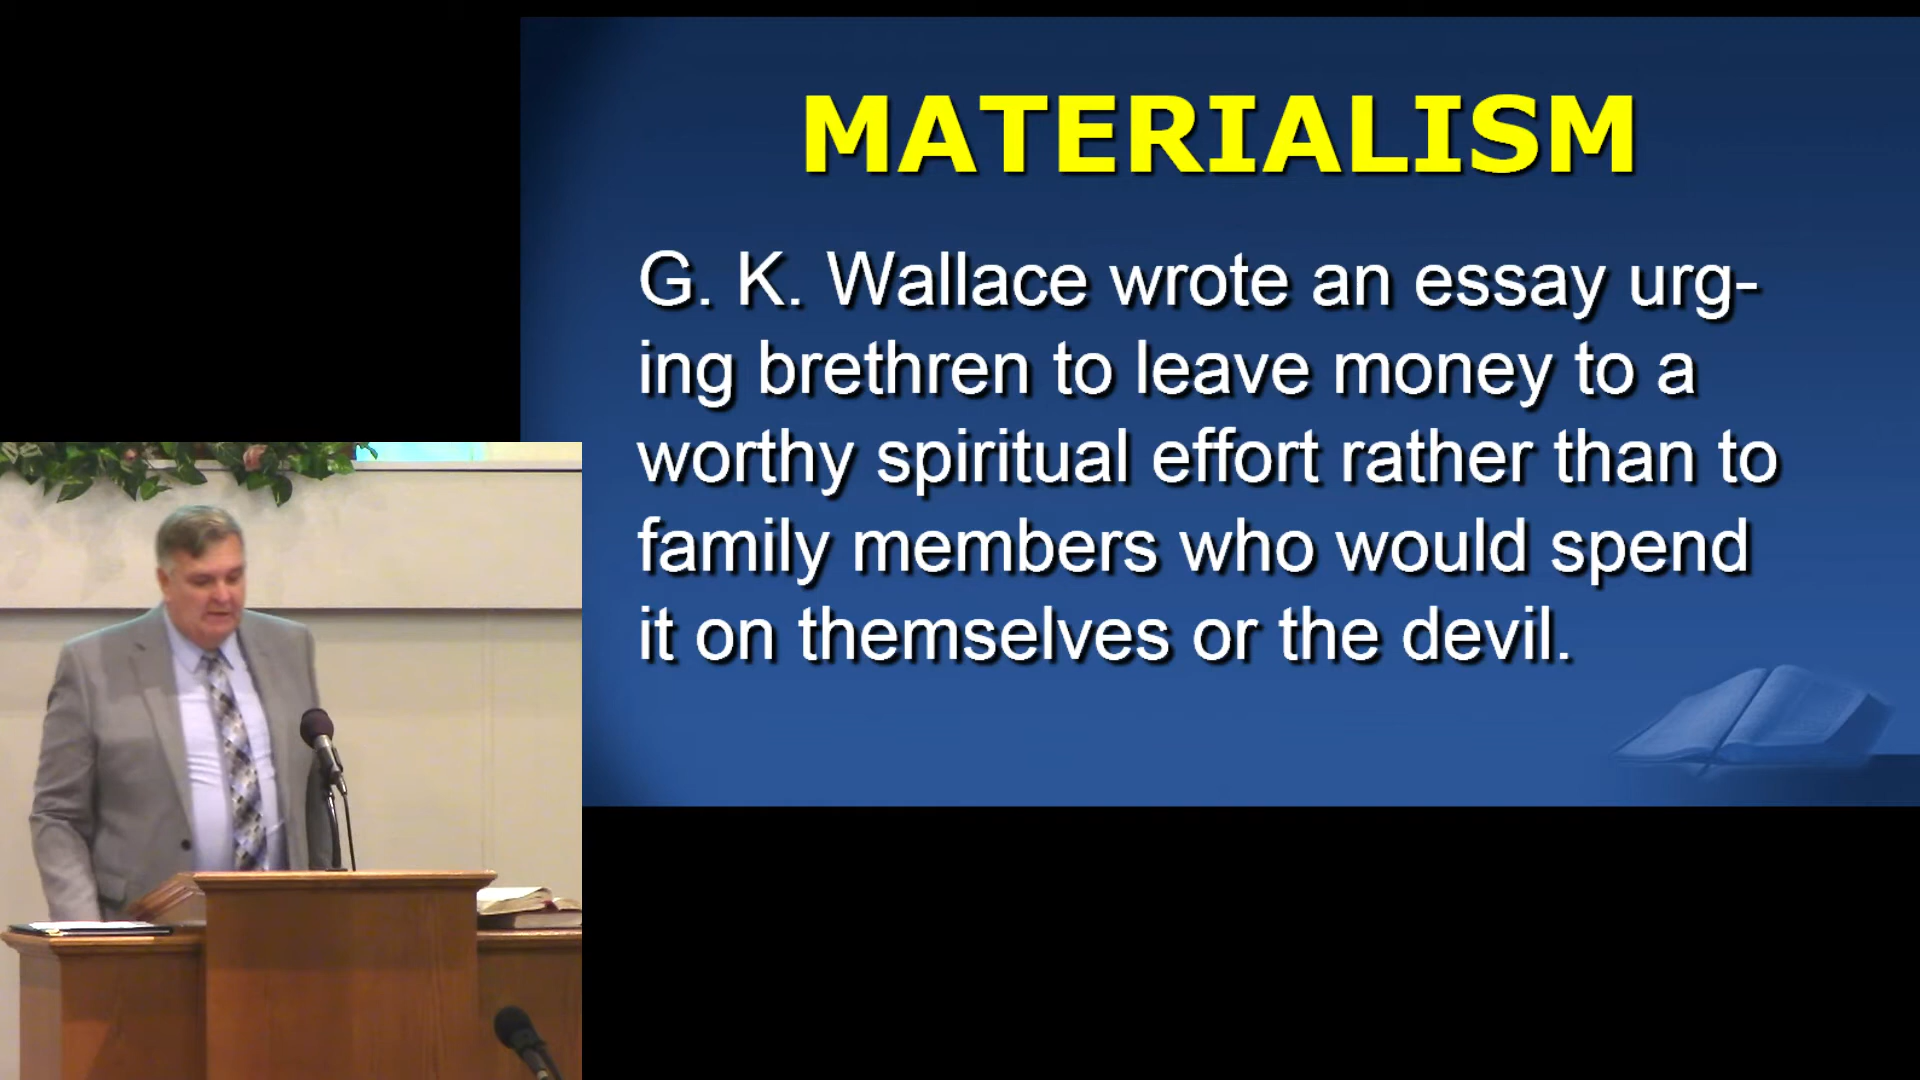 MATERIALISM
G. K. Wallace wrote an essay urg-
ing brethren to leave money to a
worthy spiritual effort rather than to
family members who would spend
it on themselves or the devil.